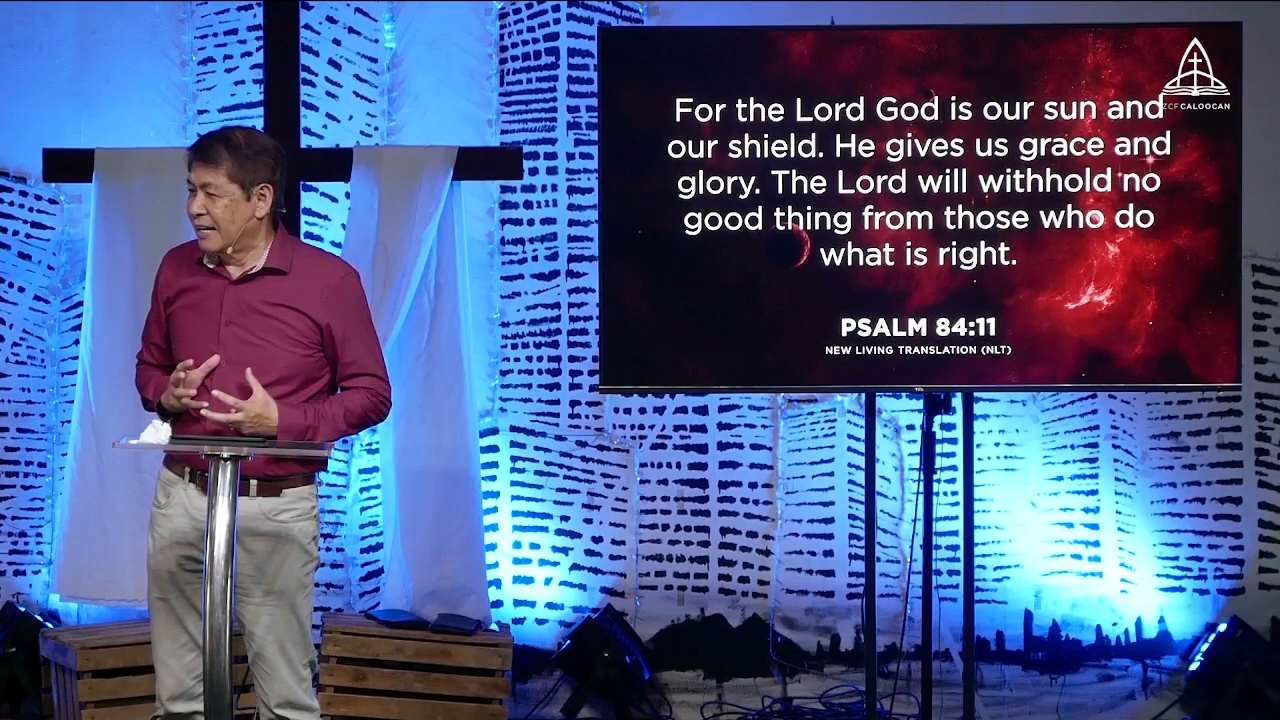 For the Lord God is our sun and
our shield. He gives us grace and
glory. The Lord will withhold no
good thing from those who do
what is right.
PSALM 84:11
NEW LIVING TRANSLATION (NLT)
ZCF CALOOCAN
TCL